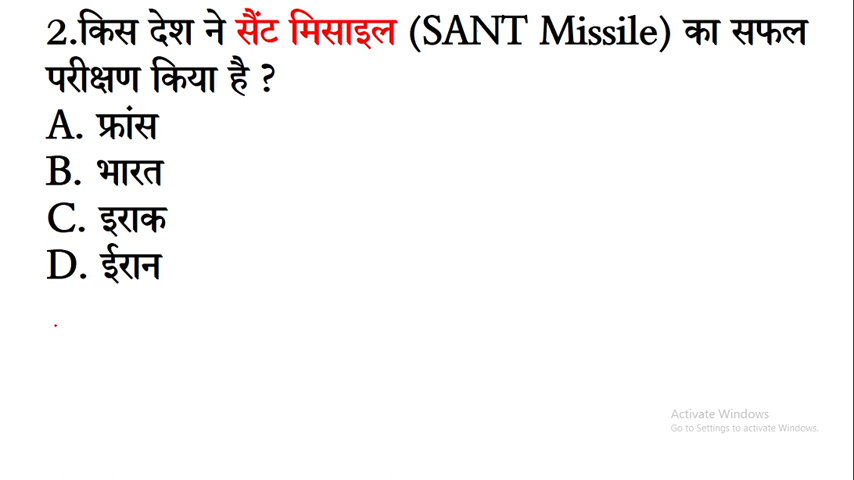 2.किस देश ने सैंट मिसाइल (SANT Missile) का सफल
परीक्षण किया है ?
A. फ्रांस
B. भारत
C. इराक
D. ईरान
Activate Windows
Go to Settings to activate Windows.